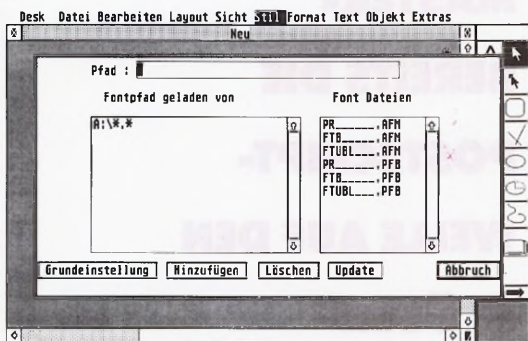 Desk Datei Bearbeiten Layout Sicht Stil Format Text Objekt Extras
Neu
Pfad :
Fontpfad geladen von
Font Dateien
A:\*.*
PR______.AFM
FTB_____.AFM
FTUBL___.AFM
PR______.PFB
FTB_____.PFB
FTUBL___.PFB
Grundeinstellung Hinzufügen Löschen Update Abbruch